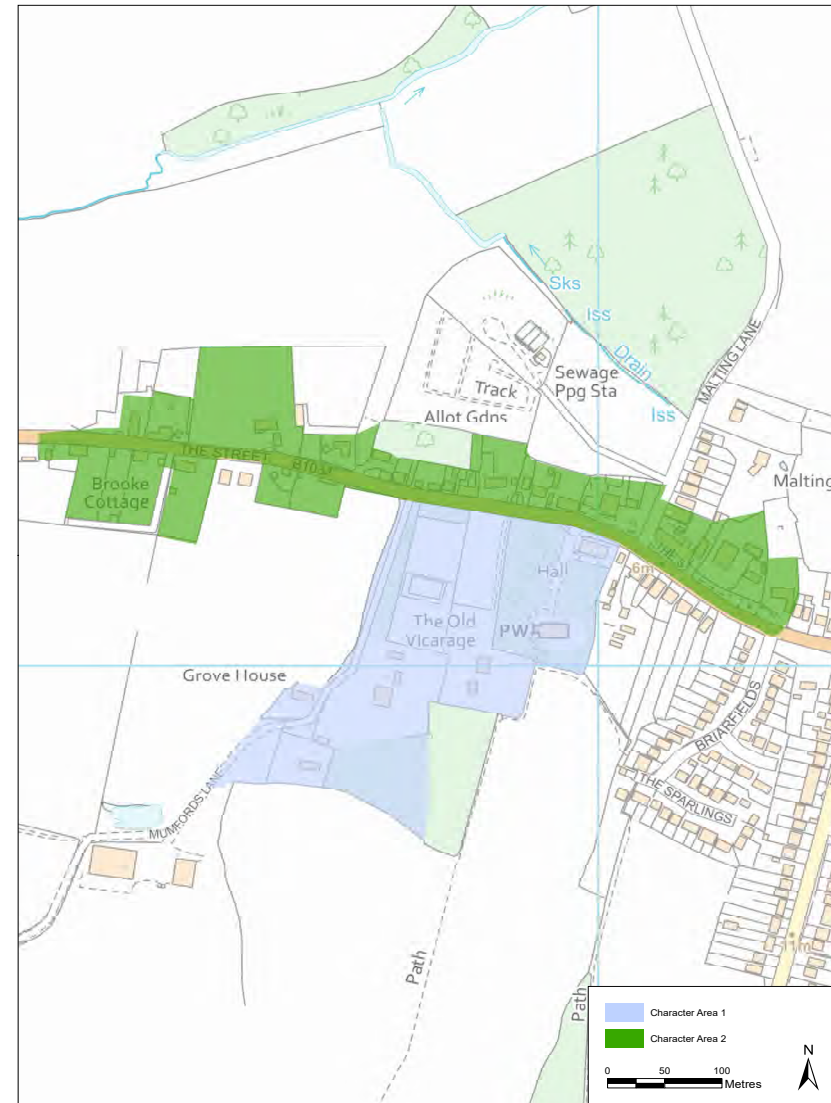 Sks
Iss
Drain
Iss
MALTING LANE
Sewage
Ppg Sta
Track
Allot Gdns
THE STREET
Brooke
Cottage
Malting
Hall
6m
The Old
Vicarage
PW
Grove House
BRIARFIELDS
THE SPARLINGS
MUMFORDS LANE
11m
Path
Path
Character Area 1
Character Area 2
N
0 50 100
Metres